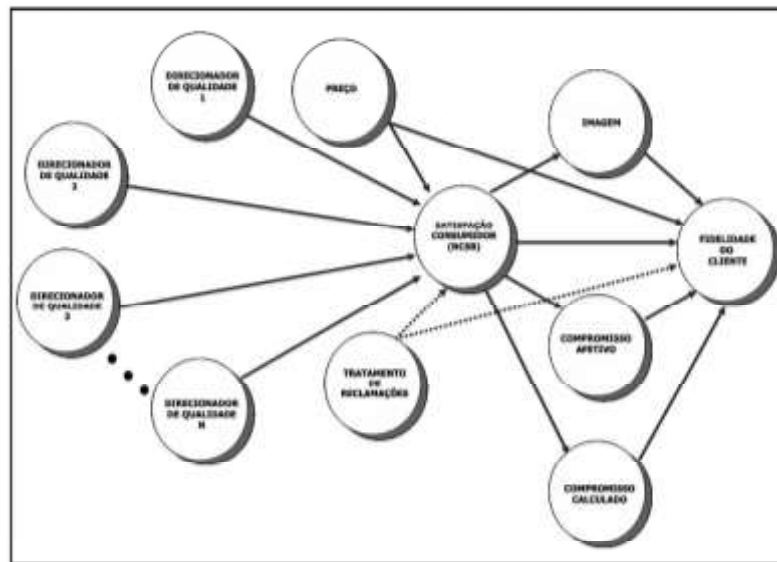 DIRECIONADOR
DE QUALIDADE
1
PREÇO
IMAGEM
DIRECIONADOR
DE QUALIDADE
2
SATISFAÇÃO
CONSUMIDOR
(NCSB)
FIDELIDADE
DO
CLIENTE
DIRECIONADOR
DE QUALIDADE
3
COMPROMISSO
AFETIVO
TRATAMENTO
DE
RECLAMAÇÕES
DIRECIONADOR
DE QUALIDADE
N
COMPROMISSO
CALCULADO